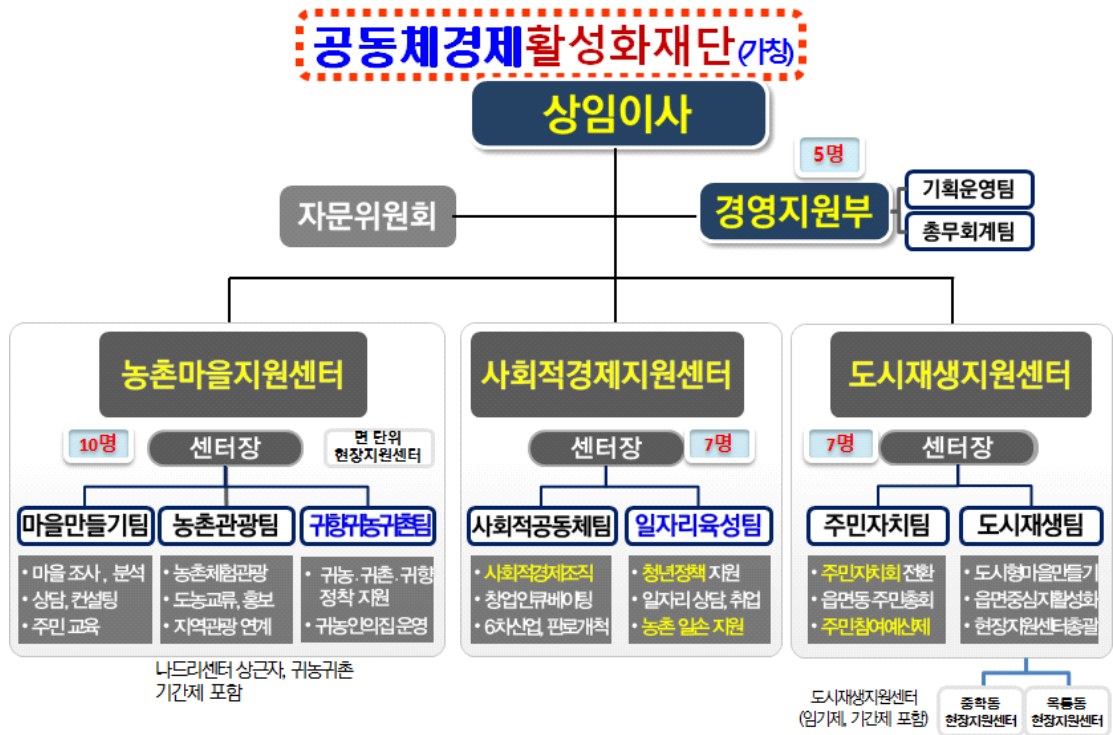 공동체경제활성화재단(가칭)
상임이사
5명
자문위원회
경영지원부
기획운영팀
총무회계팀
농촌마을지원센터
10명
센터장
면 단위
현장지원센터
마을만들기팀
농촌관광팀
귀향귀농귀촌팀
• 마을 조사 , 분석
• 상담, 컨설팅
• 주민 교육
• 농촌체험관광
• 도농교류, 홍보
• 지역관광 연계
• 귀농.귀촌.귀향
정착 지원
• 귀농인의집 운영
나드리센터 상근자, 귀농귀촌
기간제 포함
사회적경제지원센터
센터장
7명
사회적공동체팀
일자리육성팀
• 사회적경제조직
• 창업인큐베이팅
• 6차산업, 판로개척
• 청년정책 지원
• 일자리 상담, 취업
• 농촌 일손 지원
도시재생지원센터
7명
센터장
주민자치팀
도시재생팀
• 주민자치회 전환
• 읍면동 주민총회
• 주민참여예산제
• 도시형마을만들기
• 읍면중심지활성화
• 현장지원센터총괄
도시재생지원센터
(임기제, 기간제 포함)
중학동
현장지원센터
옥룡동
현장지원센터